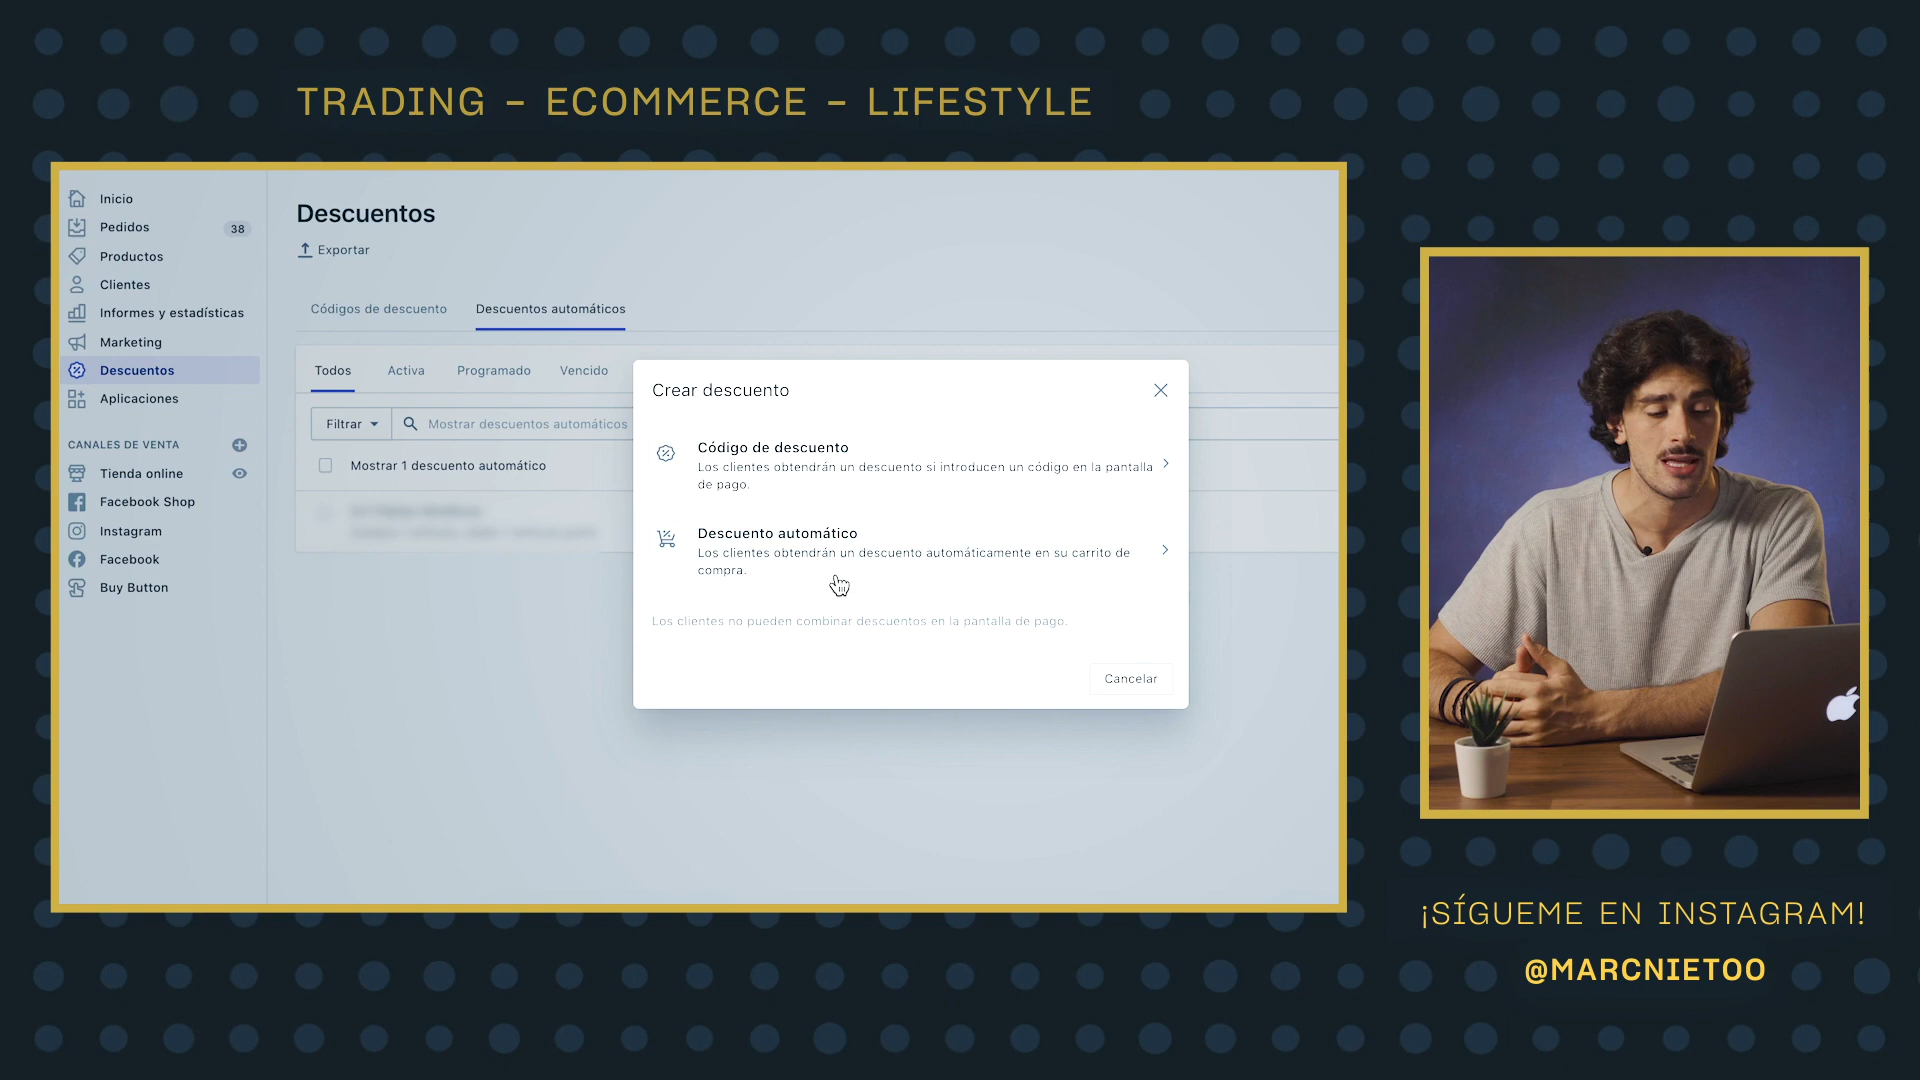 TRADING - ECOMMERCE - LIFESTYLE
Inicio
Pedidos 38
Productos
Clientes
Informes y estadísticas
Marketing
Descuentos
Aplicaciones
CANALES DE VENTA
Tienda online
Facebook Shop
Instagram
Facebook
Buy Button
Descuentos
Exportar
Códigos de descuento Descuentos automáticos
Todos Activa Programado Vencido
Filtrar Mostrar descuentos automáticos
Mostrar 1 descuento automático
Crear descuento
Código de descuento
Los clientes obtendrán un descuento si introducen un código en la pantalla
de pago.
Descuento automático
Los clientes obtendrán un descuento automáticamente en su carrito de
compra.
Los clientes no pueden combinar descuentos en la pantalla de pago.
Cancelar
¡SÍGUEME EN INSTAGRAM!
@MARCNIETOO